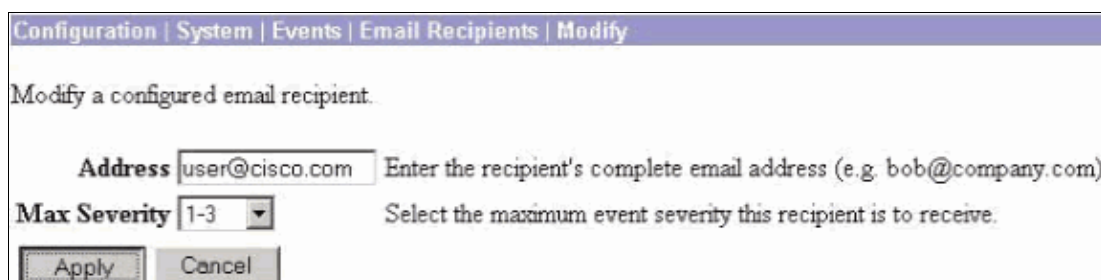 Configuration | System | Events | Email Recipients | Modify
Modify a configured email recipient.
Address user@cisco.com Enter the recipient's complete email address (e.g. bob@company.com)
Max Severity 1-3 Select the maximum event severity this recipient is to receive.
Apply Cancel